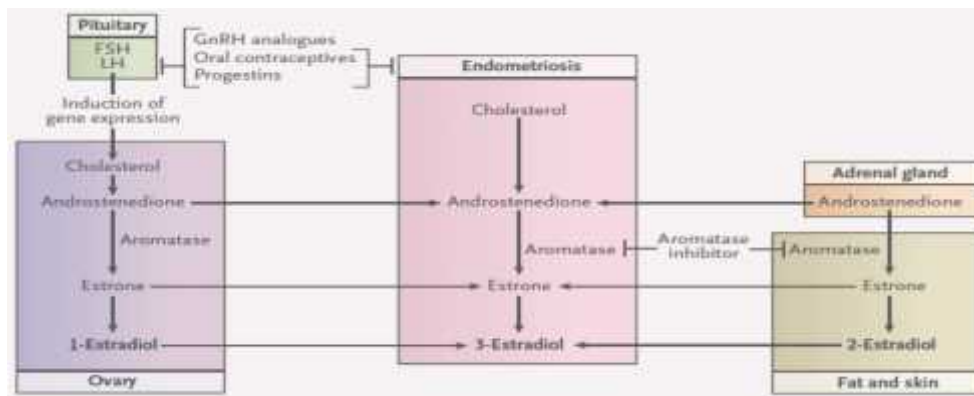 Pituitary
FSH
LH
GnRH analogues
Oral contraceptives
Progestins
Induction of
gene expression
Cholesterol
Androstenedione
Aromatase
Estrone
1-Estradiol
Ovary
Endometriosis
Cholesterol
Androstenedione
Aromatase
Estrone
3-Estradiol
Aromatase
inhibitor
Adrenal gland
Androstenedione
Aromatase
Estrone
2-Estradiol
Fat and skin